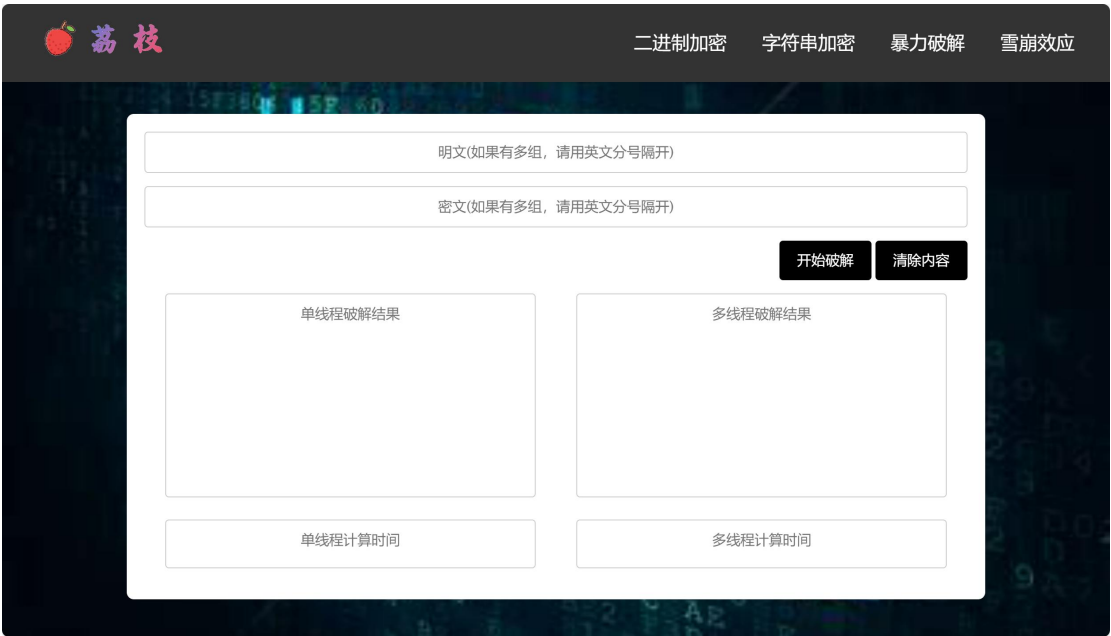 荔枝 二进制加密 字符串加密 暴力破解 雪崩效应
明文(如果有多组，请用英文分号隔开)
密文(如果有多组，请用英文分号隔开)
开始破解 清除内容
单线程破解结果 多线程破解结果
单线程计算时间 多线程计算时间